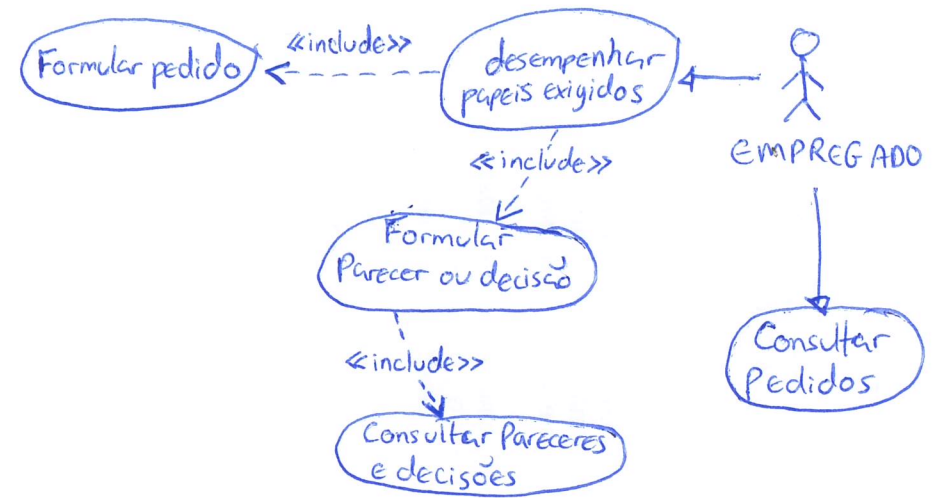 Formular pedido
«include»
desempenhar
papeis exigidos
EMPREGADO
«include»
Formular
Parecer ou decisão
«include»
Consultar
Pedidos
Consultar Pareceres
e decisões